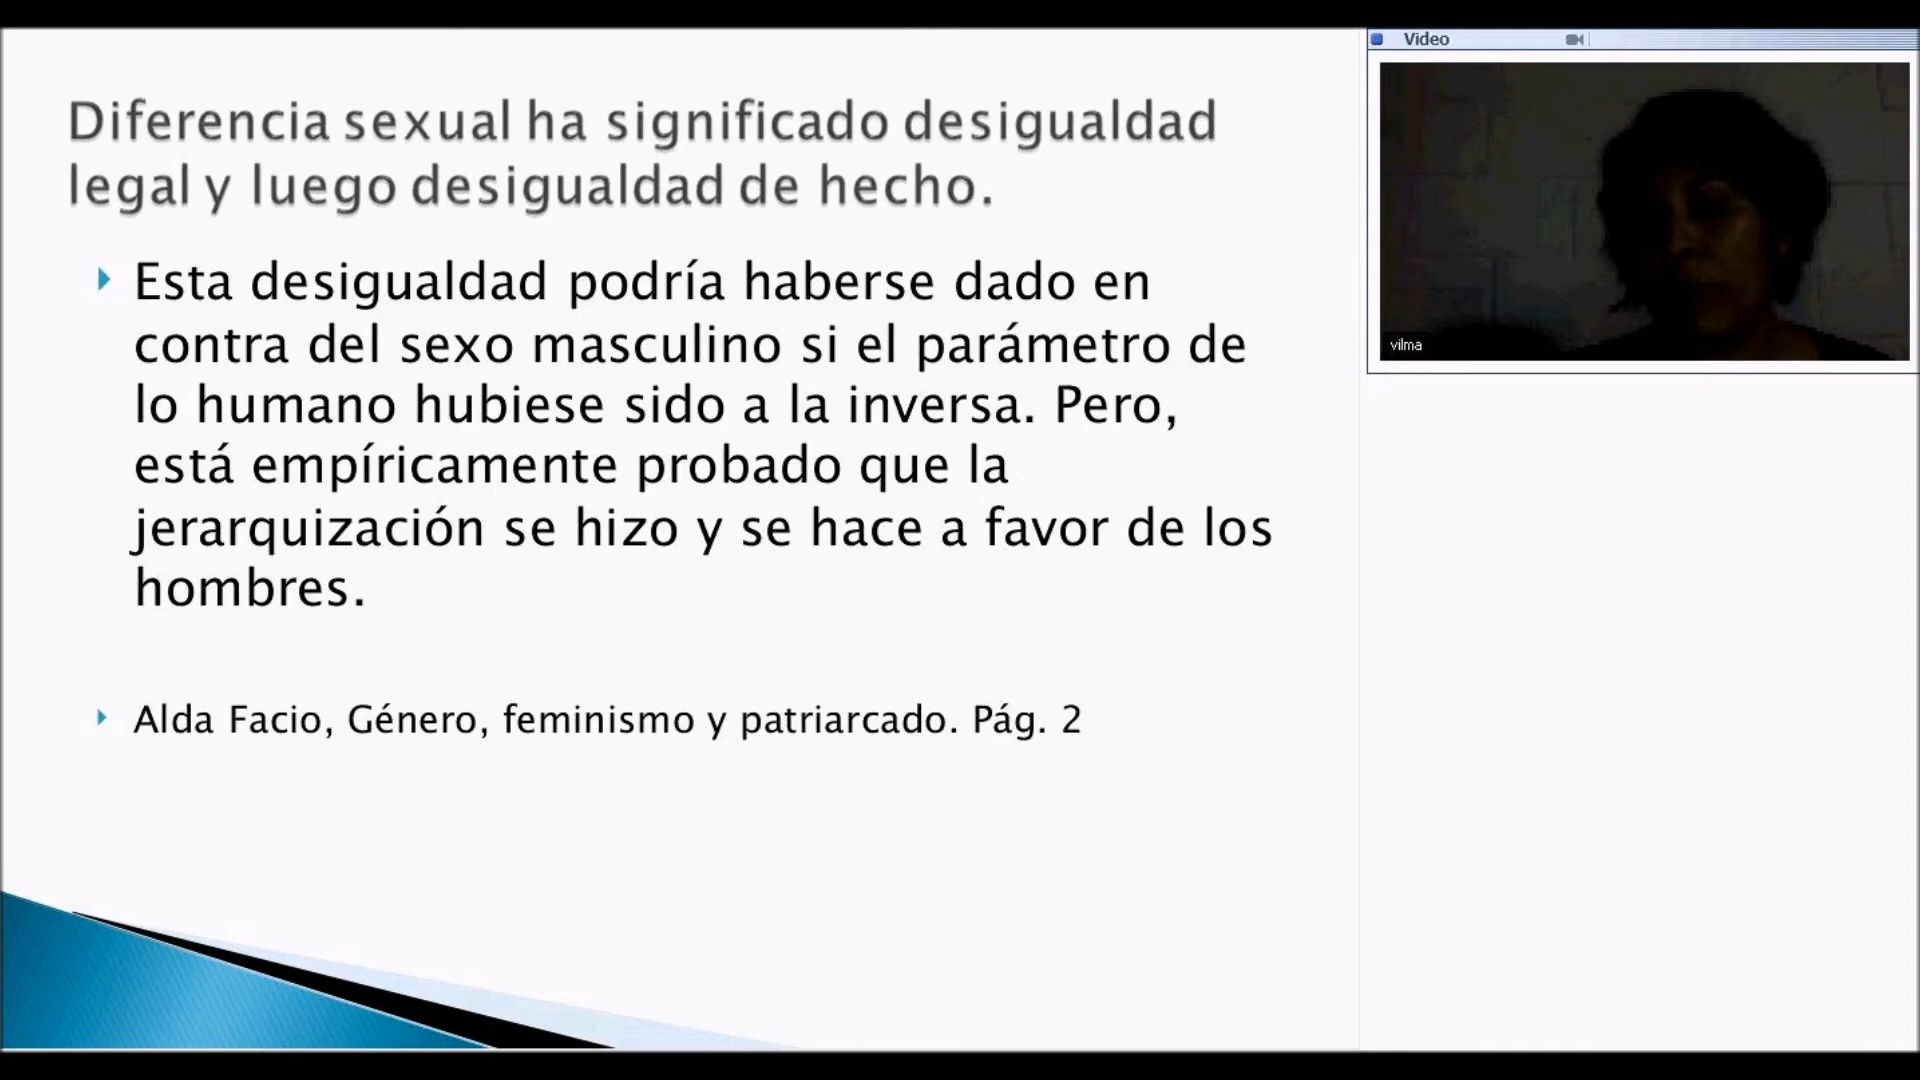 Diferencia sexual ha significado desigualdad
legal y luego desigualdad de hecho.
Esta desigualdad podría haberse dado en
contra del sexo masculino si el parámetro de
lo humano hubiese sido a la inversa. Pero,
está empíricamente probado que la
jerarquización se hizo y se hace a favor de los
hombres.
Alda Facio, Género, feminismo y patriarcado. Pág. 2
Video
vilma